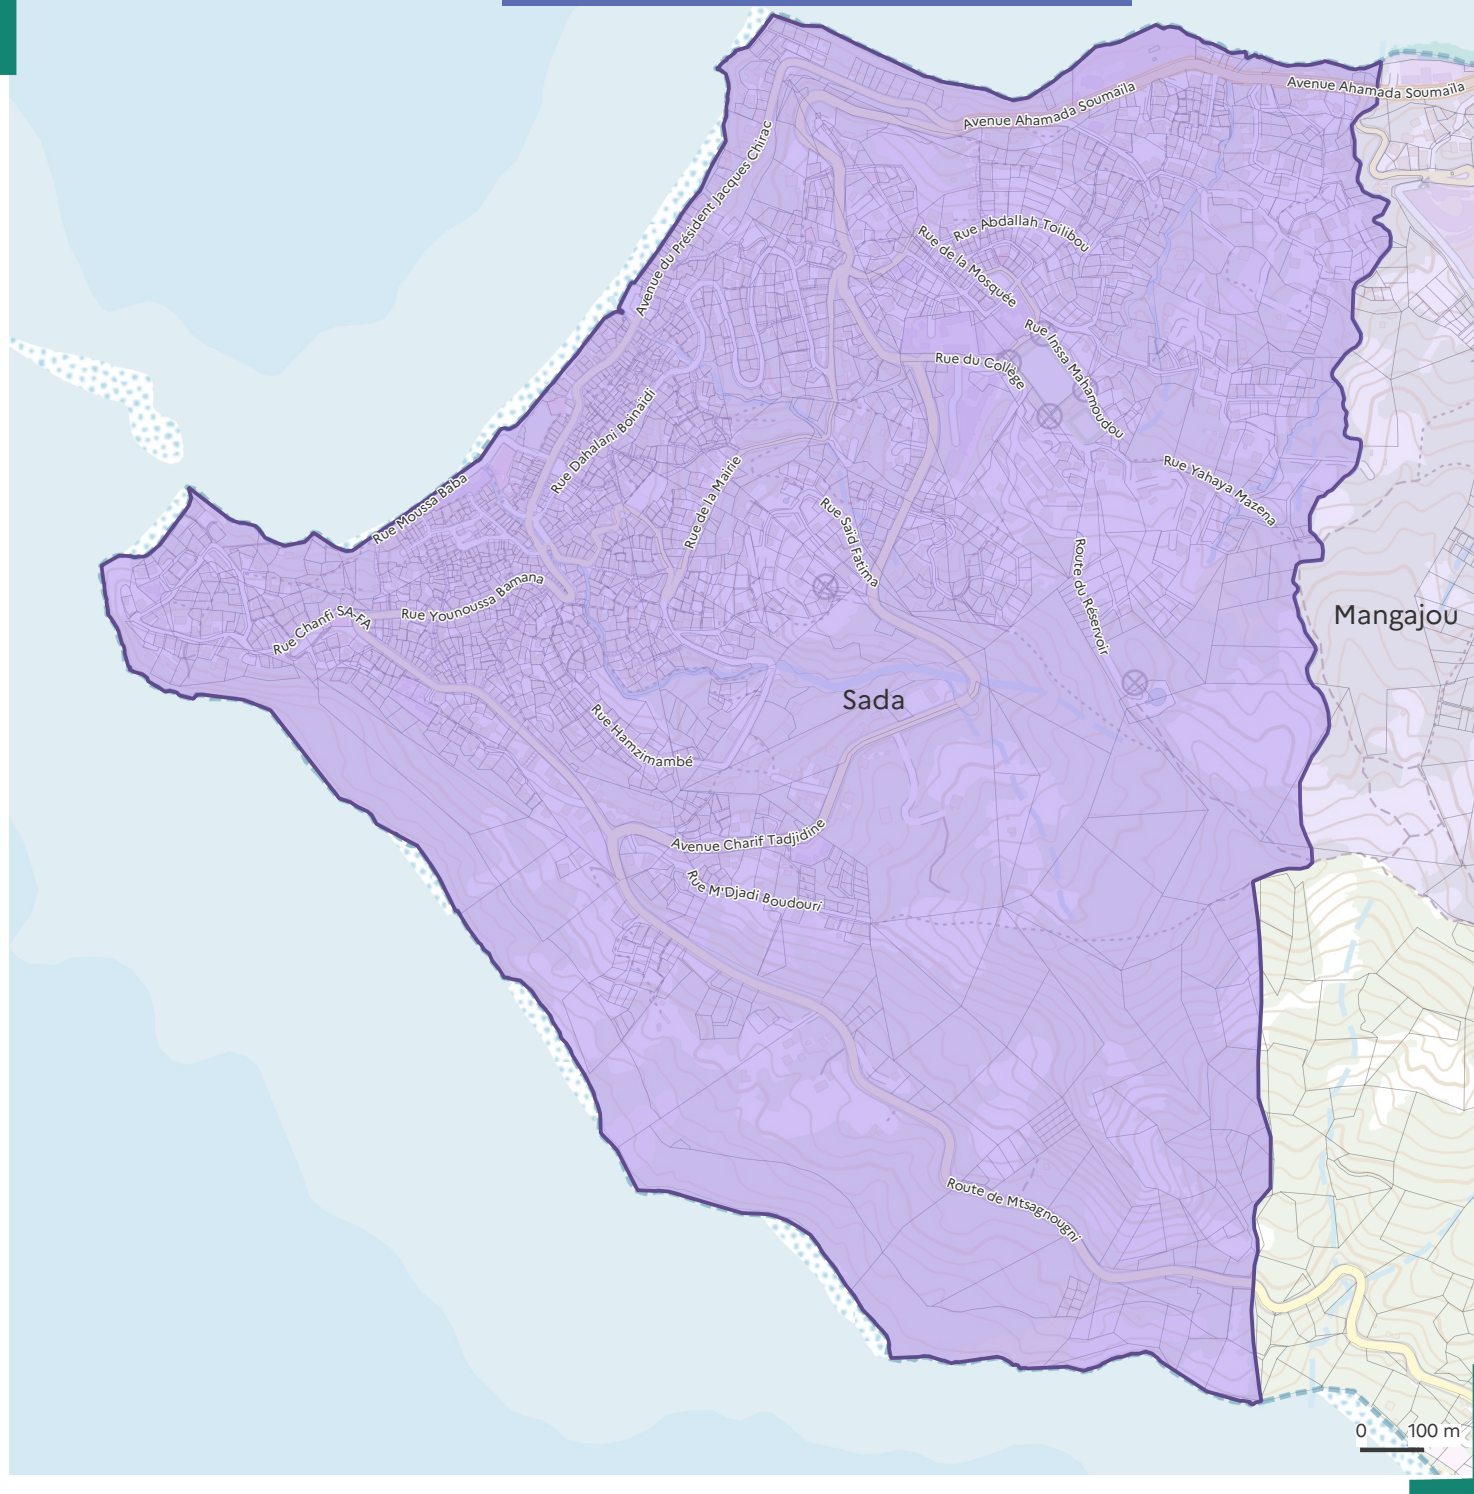 Avenue Ahamada Soumaïla
Avenue Ahamada Soumaïla
Avenue du Président Jacques Chirac
Rue Abdallah Toilibou
Rue de la Mosquée
Rue Inssa Mahamoudou
Rue du Collège
Rue Dahalani Boinaïdi
Rue Yahaya Mazena
Rue de la Mairie
Rue Moussa Baba
Rue Saïd Fatima
Route du Réservoir
Rue Younoussa Bamana
Rue Chanfi SA-FA
Mangajou
Sada
Rue Hamzimambé
Avenue Charif Tadjidine
Rue M'Djadi Boudouri
Route de Mtsagnougni
0 100 m